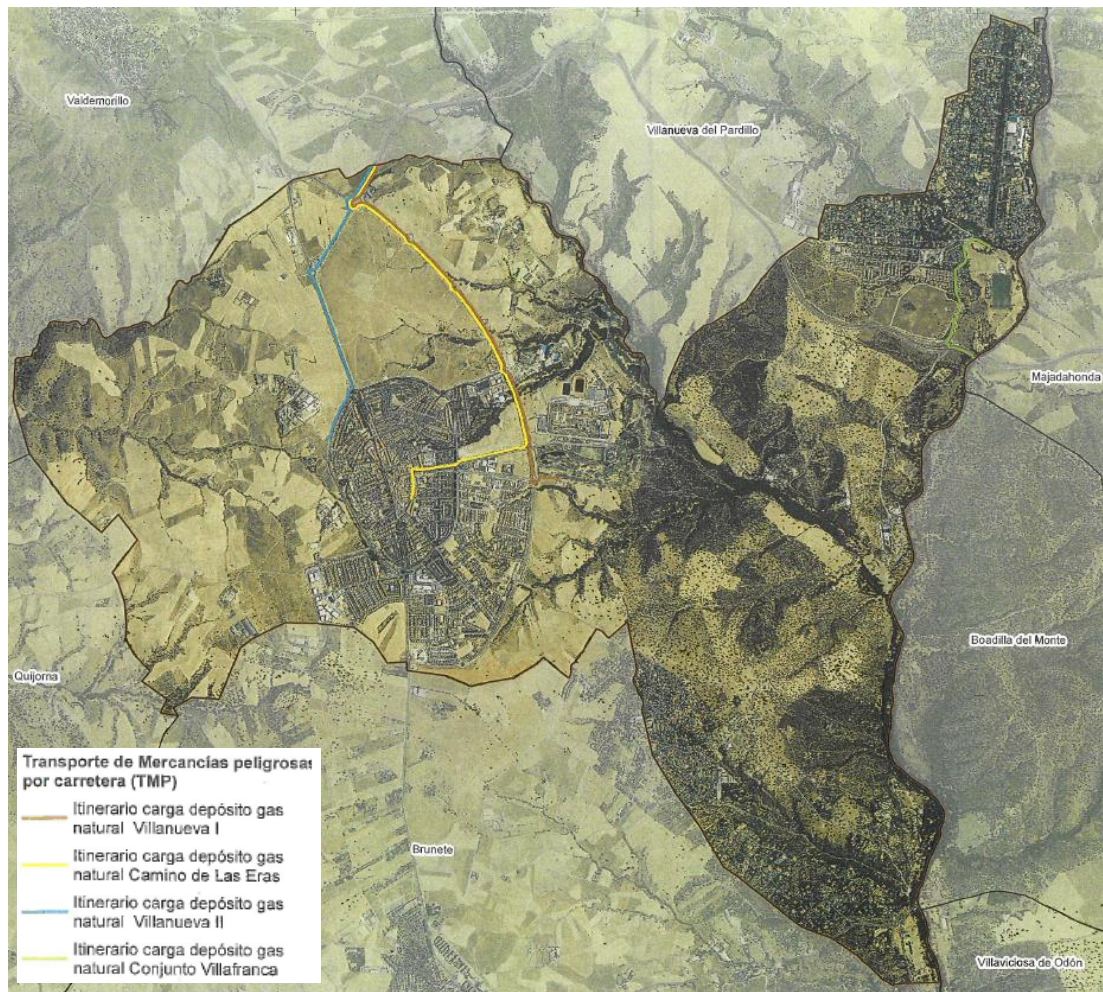 Valdemorillo
Villanueva del Pardillo
Majadahonda
Boadilla del Monte
Quijorna
Brunete
Villaviciosa de Odón
Transporte de Mercancías peligrosas
por carretera (TMP)
Itinerario carga depósito gas
natural Villanueva I
Itinerario carga depósito gas
natural Camino de Las Eras
Itinerario carga depósito gas
natural Villanueva II
Itinerario carga depósito gas
natural Conjunto Villafranca